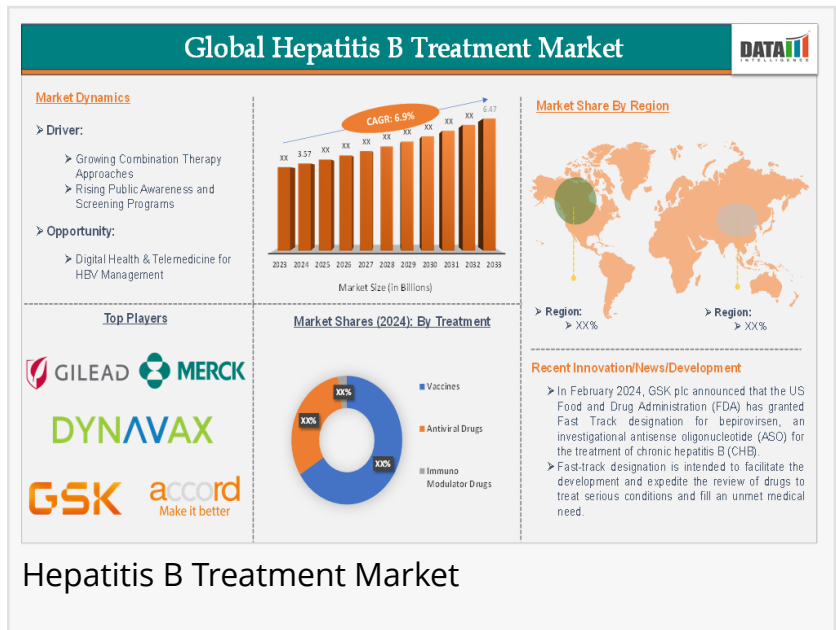 Global Hepatitis B Treatment Market
DATA
INTELLIGENCE
Market Dynamics
Driver:
Growing Combination Therapy
Approaches
Rising Public Awareness and
Screening Programs
Opportunity:
Digital Health & Telemedicine for
HBV Management
CAGR: 6.9%
XX
3.57
XX
XX
XX
XX
XX
XX
XX
XX
6.47
2023 2024 2025 2026 2027 2028 2029 2030 2031 2032 2033
Market Size (in Billions)
Market Share By Region
Region:
XX%
Region:
XX%
Top Players
GILEAD
MERCK
DYNAVAX
GSK
accord
Make it better
Market Shares (2024): By Treatment
XX%
XX%
XX%
Vaccines
Antiviral Drugs
Immuno
Modulator Drugs
Recent Innovation/News/Development
In February 2024, GSK plc announced that the US
Food and Drug Administration (FDA) has granted
Fast Track designation for bepirovirsen, an
investigational antisense oligonucleotide (ASO) for
the treatment of chronic hepatitis B (CHB).
Fast-track designation is intended to facilitate the
development and expedite the review of drugs to
treat serious conditions and fill an unmet medical
need.
Hepatitis B Treatment Market